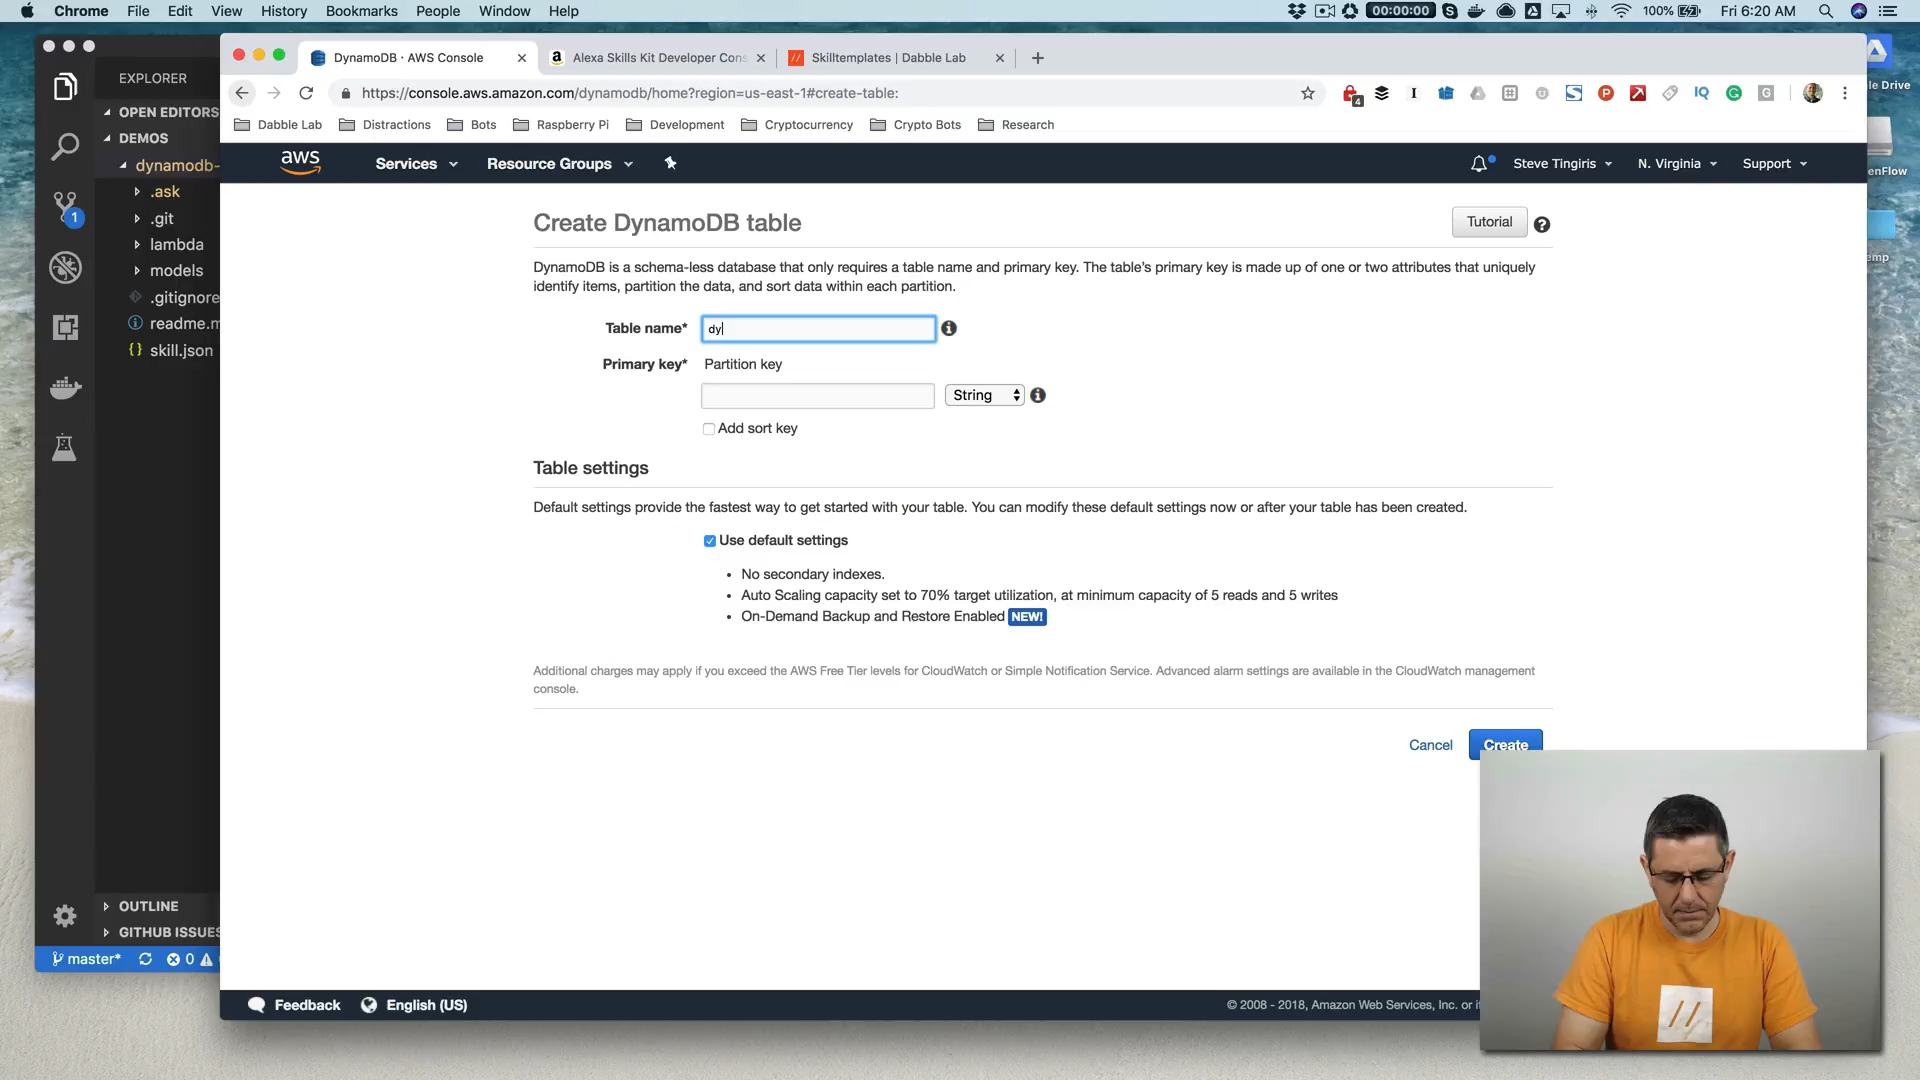 Chrome File Edit View History Bookmarks People Window Help
00:00:00 100% Fri 6:20 AM
EXPLORER
OPEN EDITORS
DEMOS
dynamodb-
.ask
.git
lambda
models
.gitignore
readme.m
skill.json
OUTLINE
GITHUB ISSUES
master* 0
1
DynamoDB · AWS Console
Alexa Skills Kit Developer Cons
Skilltemplates | Dabble Lab
https://console.aws.amazon.com/dynamodb/home?region=us-east-1#create-table:
4
Dabble Lab Distractions Bots Raspberry Pi Development Cryptocurrency Crypto Bots Research
aws Services Resource Groups Steve Tingiris N. Virginia Support
Create DynamoDB table
Tutorial
DynamoDB is a schema-less database that only requires a table name and primary key. The table's primary key is made up of one or two attributes that uniquely
identify items, partition the data, and sort data within each partition.
Table name* dy
Primary key* Partition key
String
Add sort key
Table settings
Default settings provide the fastest way to get started with your table. You can modify these default settings now or after your table has been created.
Use default settings
• No secondary indexes.
• Auto Scaling capacity set to 70% target utilization, at minimum capacity of 5 reads and 5 writes
• On-Demand Backup and Restore Enabled NEW!
Additional charges may apply if you exceed the AWS Free Tier levels for CloudWatch or Simple Notification Service. Advanced alarm settings are available in the CloudWatch management
console.
Cancel Create
Feedback English (US)
© 2008 - 2018, Amazon Web Services, Inc. or
le Drive
enFlow
emp
//